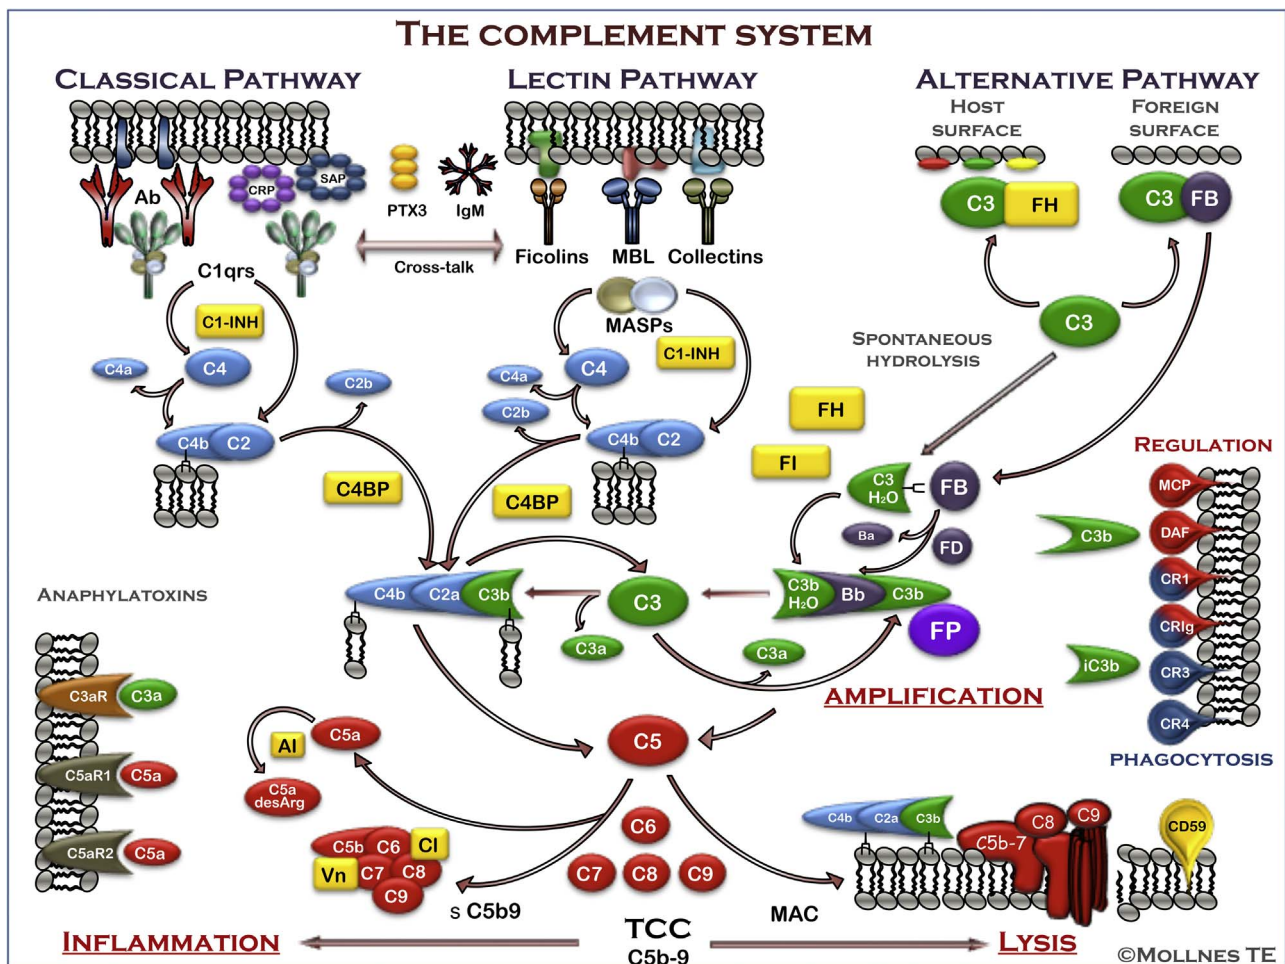 THE COMPLEMENT SYSTEM
CLASSICAL PATHWAY
LECTIN PATHWAY
ALTERNATIVE PATHWAY
HOST
SURFACE
FOREIGN
SURFACE
Ab
CRP
SAP
PTX3
IgM
Cross-talk
C1qrs
Ficolins
MBL
Collectins
MASPs
C3
FH
C3
FB
C3
C1-INH
C4a
C4
C2b
C4b
C2
C4BP
C1-INH
C4a
C4
C2b
C4b
C2
C4BP
SPONTANEOUS
HYDROLYSIS
FH
FI
C3
H₂O
FB
Ba
FD
C4b
C2a
C3b
C3
C3a
C3b
H₂O
Bb
C3b
FP
C3a
AMPLIFICATION
REGULATION
MCP
DAF
CR1
CRIg
CR3
CR4
C3b
iC3b
PHAGOCYTOSIS
ANAPHYLATOXINS
C3aR
C3a
C5aR1
C5a
C5aR2
C5a
C5
C5a
AI
C5a
desArg
C5b
C6
CI
Vn
C7
C8
C9
s C5b9
C6
C7
C8
C9
TCC
C5b-9
MAC
C4b
C2a
C3b
C5b-7
C8
C9
CD59
INFLAMMATION
LYSIS
©MOLLNES TE